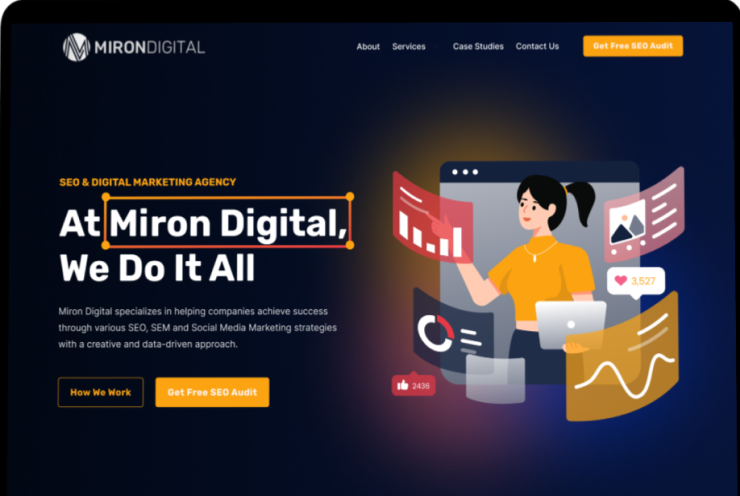 MIRONDIGITAL
About Services Case Studies Contact Us Get Free SEO Audit
SEO & DIGITAL MARKETING AGENCY
At Miron Digital,
We Do It All
Miron Digital specializes in helping companies achieve success
through various SEO, SEM and Social Media Marketing strategies
with a creative and data-driven approach.
How We Work Get Free SEO Audit
3,527
2436